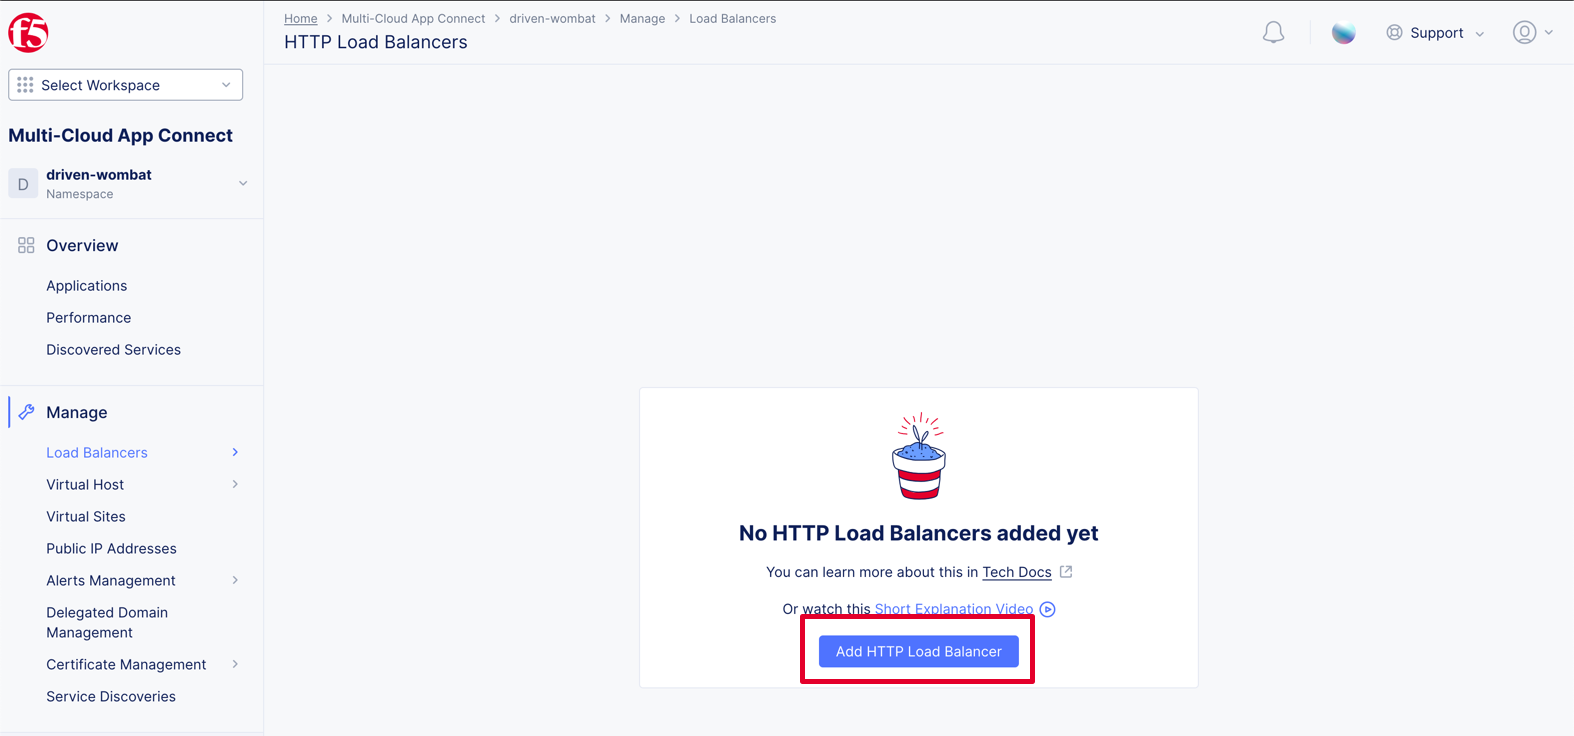 f5
Select Workspace
Multi-Cloud App Connect
D
driven-wombat
Namespace
Overview
Applications
Performance
Discovered Services
Manage
Load Balancers
Virtual Host
Virtual Sites
Public IP Addresses
Alerts Management
Delegated Domain
Management
Certificate Management
Service Discoveries
Home > Multi-Cloud App Connect > driven-wombat > Manage > Load Balancers
HTTP Load Balancers
Support
No HTTP Load Balancers added yet
You can learn more about this in Tech Docs
Or watch this Short Explanation Video
Add HTTP Load Balancer